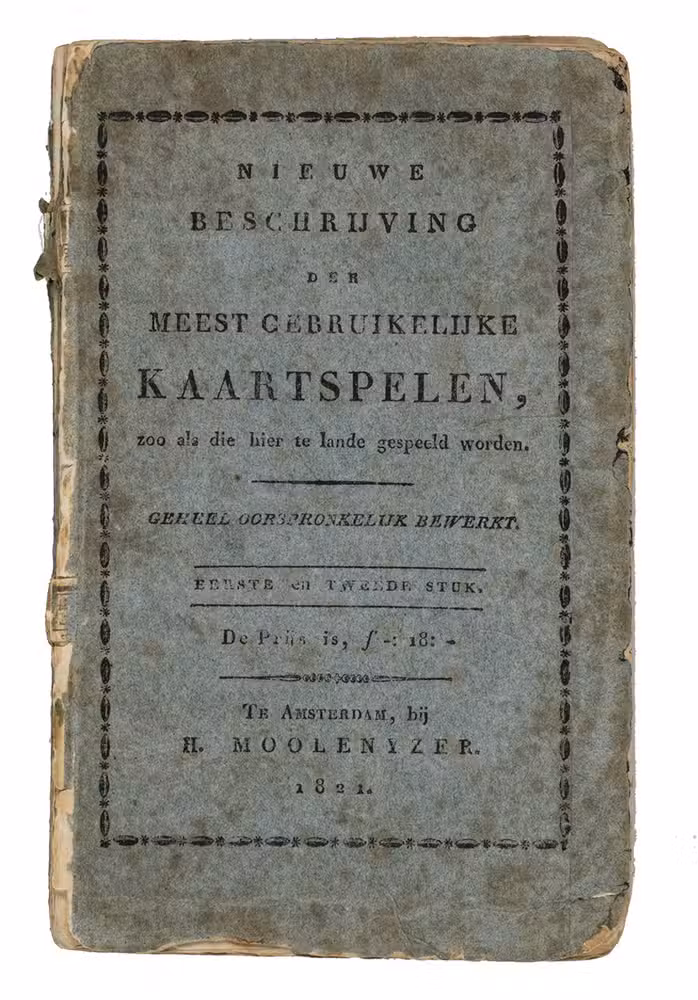 NIEUWE
BESCHRIJVING
DER
MEEST GEBRUIKELIJKE
KAARTSPELEN,
zoo als die hier te lande gespeeld worden.
GEHEEL OORSPRONKELIJK BEWERKT.
EERSTE en TWEEDE STUK.
De Prijs is, ƒ -: 18: -
TE AMSTERDAM, bij
H. MOOLENYZER.
1821.